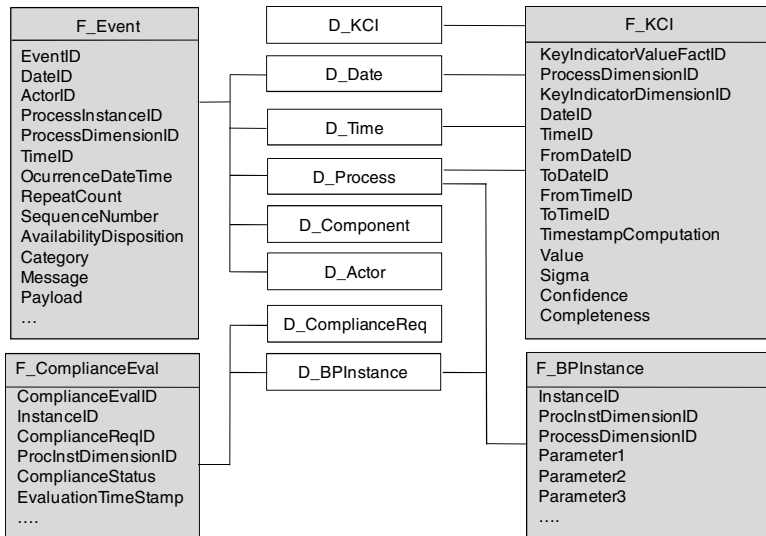 F_Event
EventID
DateID
ActorID
ProcessInstanceID
ProcessDimensionID
TimeID
OcurrenceDateTime
RepeatCount
SequenceNumber
AvailabilityDisposition
Category
Message
Payload
...
D_KCI
D_Date
D_Time
D_Process
D_Component
D_Actor
D_ComplianceReq
D_BPInstance
F_KCI
KeyIndicatorValueFactID
ProcessDimensionID
KeyIndicatorDimensionID
DateID
TimeID
FromDateID
ToDateID
FromTimeID
ToTimeID
TimestampComputation
Value
Sigma
Confidence
Completeness
F_ComplianceEval
ComplianceEvalID
InstanceID
ComplianceReqID
ProcInstDimensionID
ComplianceStatus
EvaluationTimeStamp
....
F_BPInstance
InstanceID
ProcInstDimensionID
ProcessDimensionID
Parameter1
Parameter2
Parameter3
....